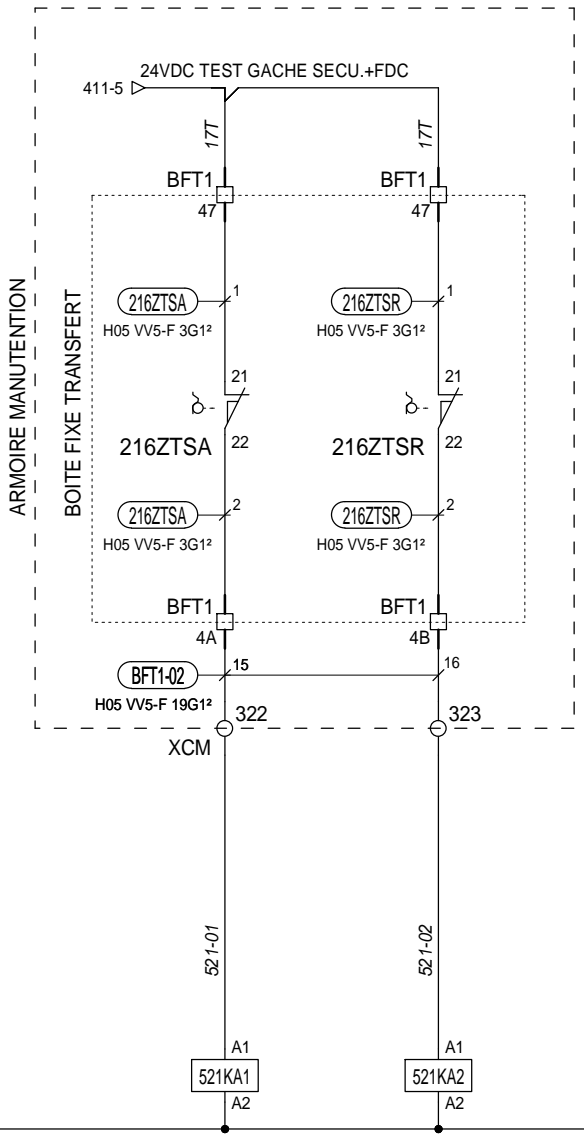 24VDC TEST GACHE SECU.+FDC
411-5
17T 17T
BFT1 BFT1
47 47
ARMOIRE MANUTENTION
BOITE FIXE TRANSFERT
216ZTSA 1 216ZTSR 1
H05 VV5-F 3G1² H05 VV5-F 3G1²
21 21
216ZTSA 22 216ZTSR 22
216ZTSA 2 216ZTSR 2
H05 VV5-F 3G1² H05 VV5-F 3G1²
BFT1 BFT1
4A 4B
BFT1-02 15 16
H05 VV5-F 19G1²
322 323
XCM
521-01 521-02
A1 A1
521KA1 521KA2
A2 A2